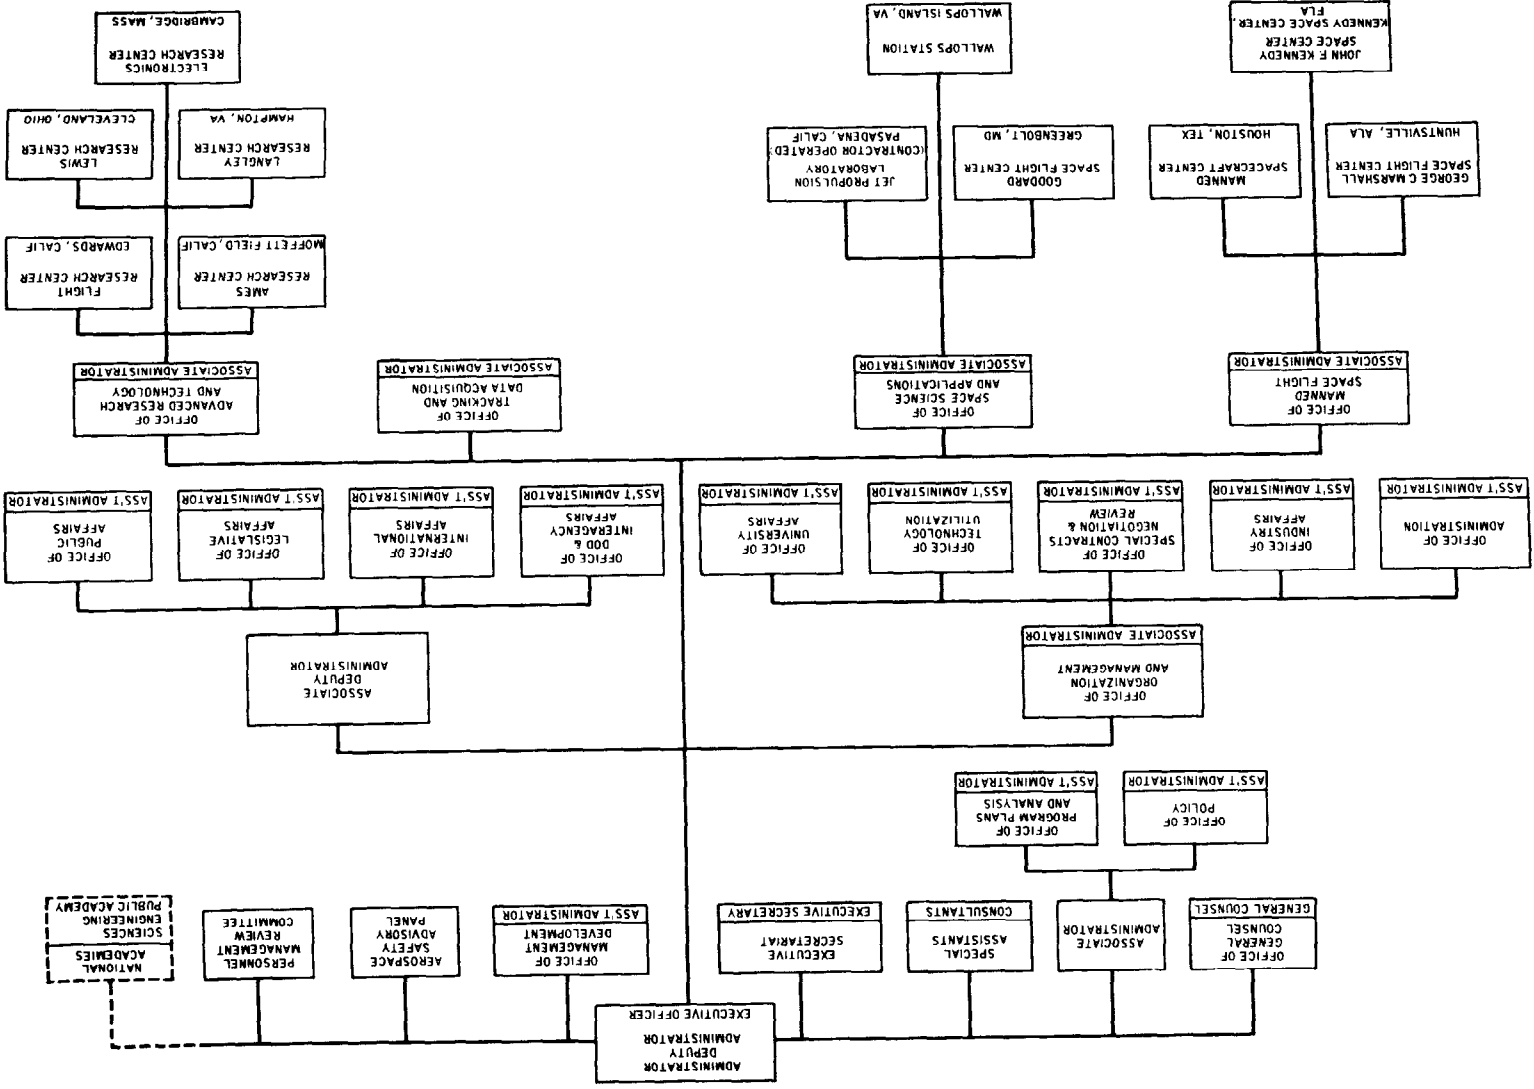 ADMINISTRATOR
DEPUTY
ADMINISTRATOR
EXECUTIVE OFFICER
OFFICE OF
GENERAL
COUNSEL
GENERAL COUNSEL
ASSOCIATE
ADMINISTRATOR
SPECIAL
ASSISTANTS
CONSULTANTS
EXECUTIVE
SECRETARIAT
EXECUTIVE SECRETARY
OFFICE OF
MANAGEMENT
DEVELOPMENT
ASS'T ADMINISTRATOR
AEROSPACE
SAFETY
ADVISORY
PANEL
PERSONNEL
MANAGEMENT
REVIEW
COMMITTEE
NATIONAL
ACADEMIES
SCIENCES
ENGINEERING
PUBLIC ACADEMY
OFFICE OF
POLICY
ASS'T ADMINISTRATOR
OFFICE OF
PROGRAM PLANS
AND ANALYSIS
ASS'T ADMINISTRATOR
OFFICE OF
ORGANIZATION
AND MANAGEMENT
ASSOCIATE ADMINISTRATOR
ASSOCIATE
DEPUTY
ADMINISTRATOR
OFFICE OF
ADMINISTRATION
ASS'T ADMINISTRATOR
OFFICE OF
INDUSTRY
AFFAIRS
ASS'T ADMINISTRATOR
OFFICE OF
SPECIAL CONTRACTS
NEGOTIATION &
REVIEW
ASS'T ADMINISTRATOR
OFFICE OF
TECHNOLOGY
UTILIZATION
ASS'T ADMINISTRATOR
OFFICE OF
UNIVERSITY
AFFAIRS
ASS'T ADMINISTRATOR
OFFICE OF
DOD &
INTERAGENCY
AFFAIRS
ASS'T ADMINISTRATOR
OFFICE OF
INTERNATIONAL
AFFAIRS
ASS'T ADMINISTRATOR
OFFICE OF
LEGISLATIVE
AFFAIRS
ASS'T ADMINISTRATOR
OFFICE OF
PUBLIC
AFFAIRS
ASS'T ADMINISTRATOR
OFFICE OF
MANNED
SPACE FLIGHT
ASSOCIATE ADMINISTRATOR
OFFICE OF
SPACE SCIENCE
AND APPLICATIONS
ASSOCIATE ADMINISTRATOR
OFFICE OF
TRACKING AND
DATA ACQUISITION
ASSOCIATE ADMINISTRATOR
OFFICE OF
ADVANCED RESEARCH
AND TECHNOLOGY
ASSOCIATE ADMINISTRATOR
GEORGE C MARSHALL
SPACE FLIGHT CENTER
HUNTSVILLE, ALA
MANNED
SPACECRAFT CENTER
HOUSTON, TEX
GODDARD
SPACE FLIGHT CENTER
GREENBOLT, MD
JET PROPULSION
LABORATORY
(CONTRACTOR OPERATED)
PASADENA, CALIF
AMES
RESEARCH CENTER
MOFFETT FIELD, CALIF
FLIGHT
RESEARCH CENTER
EDWARDS, CALIF
LANGLEY
RESEARCH CENTER
HAMPTON, VA
LEWIS
RESEARCH CENTER
CLEVELAND, OHIO
JOHN F KENNEDY
SPACE CENTER
KENNEDY SPACE CENTER,
FLA
WALLOPS STATION
WALLOPS ISLAND, VA
ELECTRONICS
RESEARCH CENTER
CAMBRIDGE, MASS